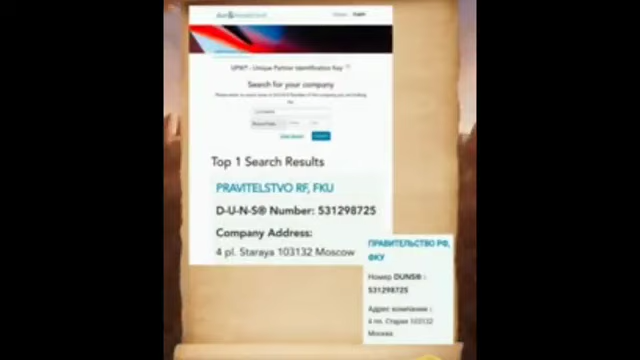 UPIK® - Unique Partner Identification Key
Search for your company
Top 1 Search Results
PRAVITELSTVO RF, FKU
D-U-N-S® Number: 531298725
Company Address:
4 pl. Staraya 103132 Moscow
ПРАВИТЕЛЬСТВО РФ,
ФКУ
Номер DUNS® :
531298725
Адрес компании :
4 пл. Старая 103132
Москва